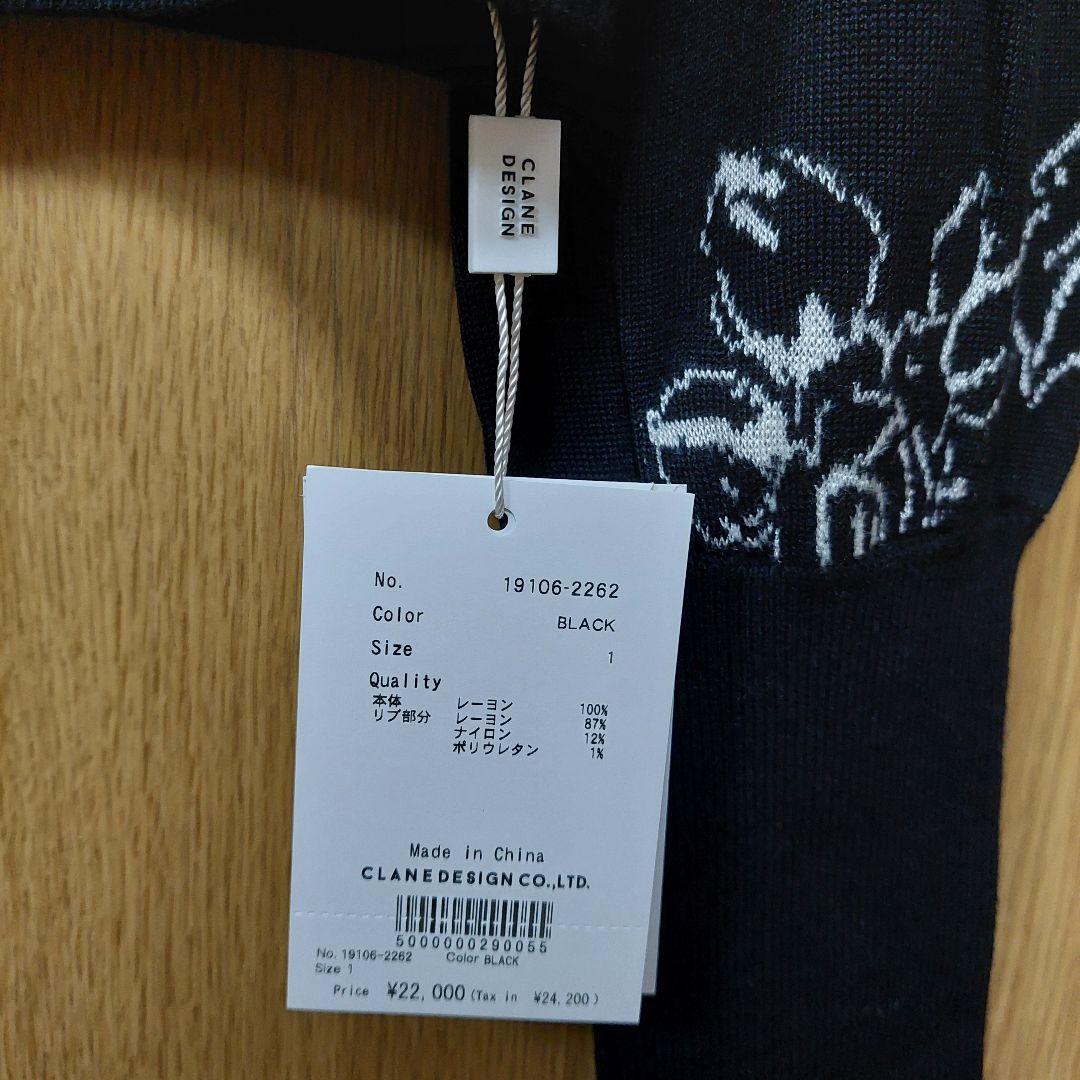 CLANE
DESIGN
No. 19106-2262
Color BLACK
Size 1
Quality
本体 レーヨン 100%
リブ部分 レーヨン 87%
ナイロン 12%
ポリウレタン 1%
Made in China
CLANE DESIGN CO.,LTD.
5000000290055
No. 19106-2262 Color BLACK
Size 1
Price ¥22,000 (Tax in ¥24,200)